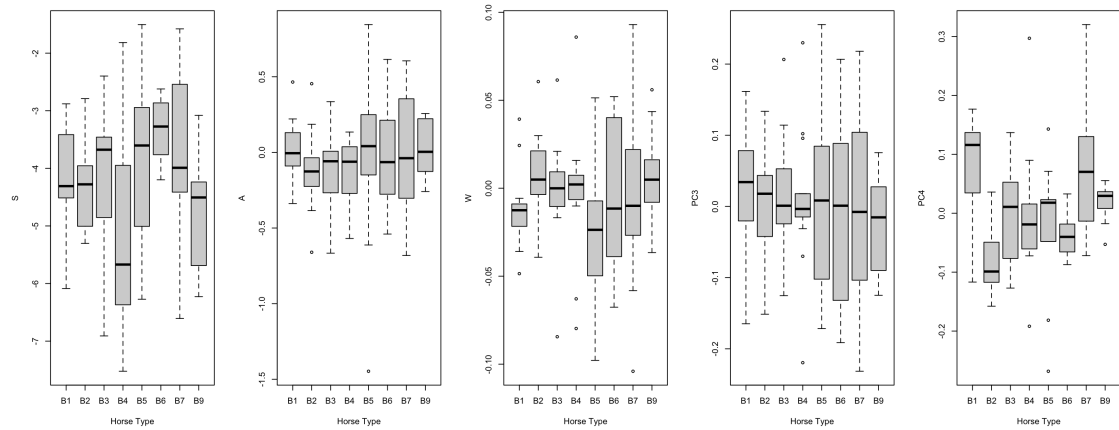 S
-2
-3
-4
-5
-6
-7
B1 B2 B3 B4 B5 B6 B7 B9
Horse Type
A
0.5
0.0
-0.5
-1.0
-1.5
B1 B2 B3 B4 B5 B6 B7 B9
Horse Type
W
0.10
0.05
0.00
-0.05
-0.10
B1 B2 B3 B4 B5 B6 B7 B9
Horse Type
PC3
0.2
0.1
0.0
-0.1
-0.2
B1 B2 B3 B4 B5 B6 B7 B9
Horse Type
PC4
0.3
0.2
0.1
0.0
-0.1
-0.2
B1 B2 B3 B4 B5 B6 B7 B9
Horse Type